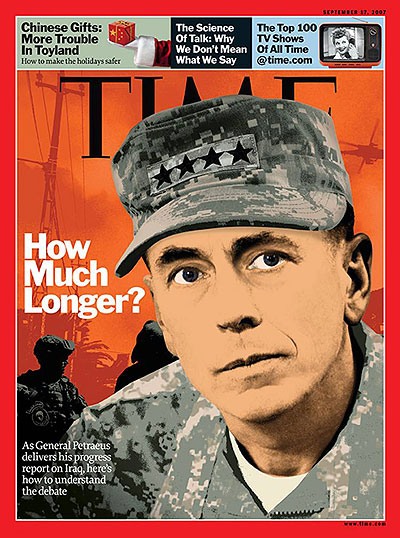 SEPTEMBER 17, 2007
Chinese Gifts:
More Trouble
In Toyland
How to make the holidays safer
The Science
Of Talk: Why
We Don't Mean
What We Say
The Top 100
TV Shows
Of All Time
@time.com
TIME
How
Much
Longer?
As General Petraeus
delivers his progress
report on Iraq, here's
how to understand
the debate
www.time.com